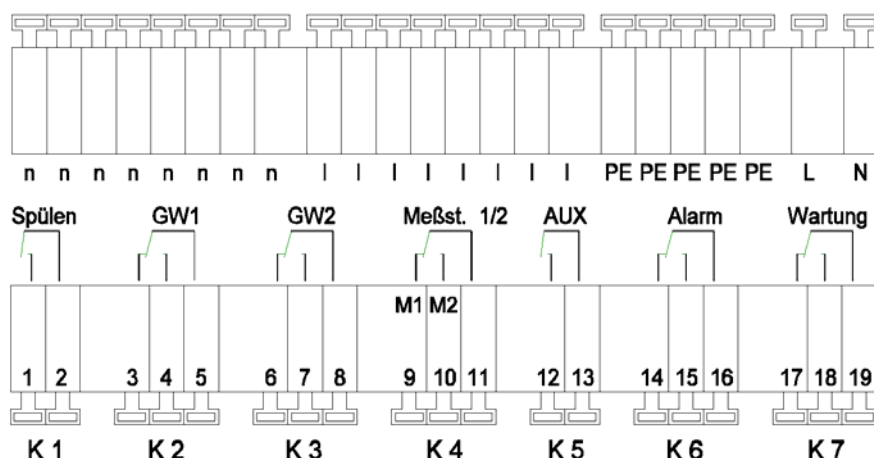 n n n n n n n n l l l l l l l l PE PE PE PE PE L N
Spülen GW1 GW2 Meßst. 1/2 AUX Alarm Wartung
M1 M2
1 2 3 4 5 6 7 8 9 10 11 12 13 14 15 16 17 18 19
K 1 K 2 K 3 K 4 K 5 K 6 K 7